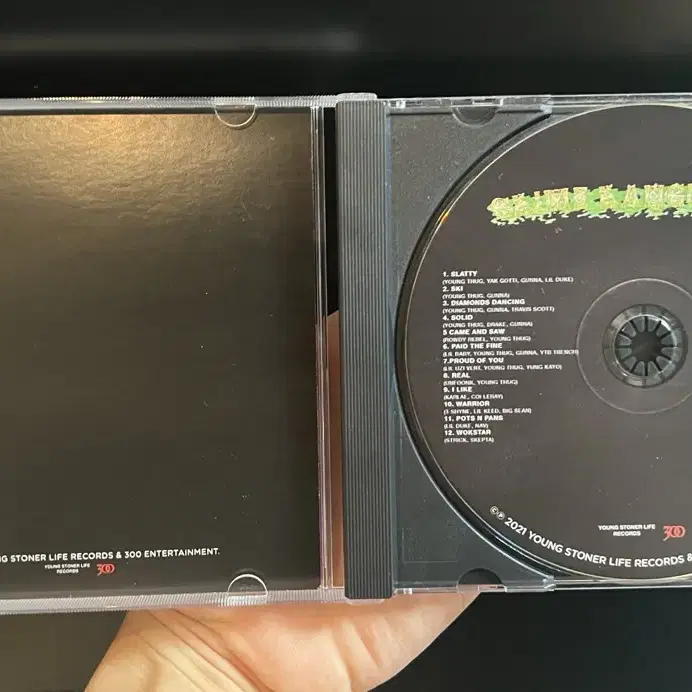 NG STONER LIFE RECORDS & 300 ENTERTAINMENT.
YOUNG STONER LIFE
RECORDS
300
1. SLATTY
(YOUNG THUG, YAK GOTTI, GUNNA, LIL DUKE)
2. SKI
(YOUNG THUG, GUNNA)
3. DIAMONDS DANCING
(YOUNG THUG, GUNNA, TRAVIS SCOTT)
4. SOLID
(YOUNG THUG, DRAKE, GUNNA)
5 CAME AND SAW
(ROWDY REBEL, YOUNG THUG)
6. PAID THE FINE
(LIL BABY, YOUNG THUG, GUNNA, YTB TRENCH)
7.PROUD OF YOU
(LIL UZI VERT, YOUNG THUG, YUNG KAYO)
8. REAL
(UNFOONK, YOUNG THUG)
9. I LIKE
(KARLAE, COI LERAY)
10. WARRIOR
(T-SHYNE, LIL KEED, BIG SEAN)
11. POTS N PANS
(LIL DUKE, NAV)
12. WOKSTAR
(STRICK, SKEPTA)
YOUNG STONER LIFE
RECORDS
300
©℗ 2021 YOUNG STONER LIFE RECORDS &